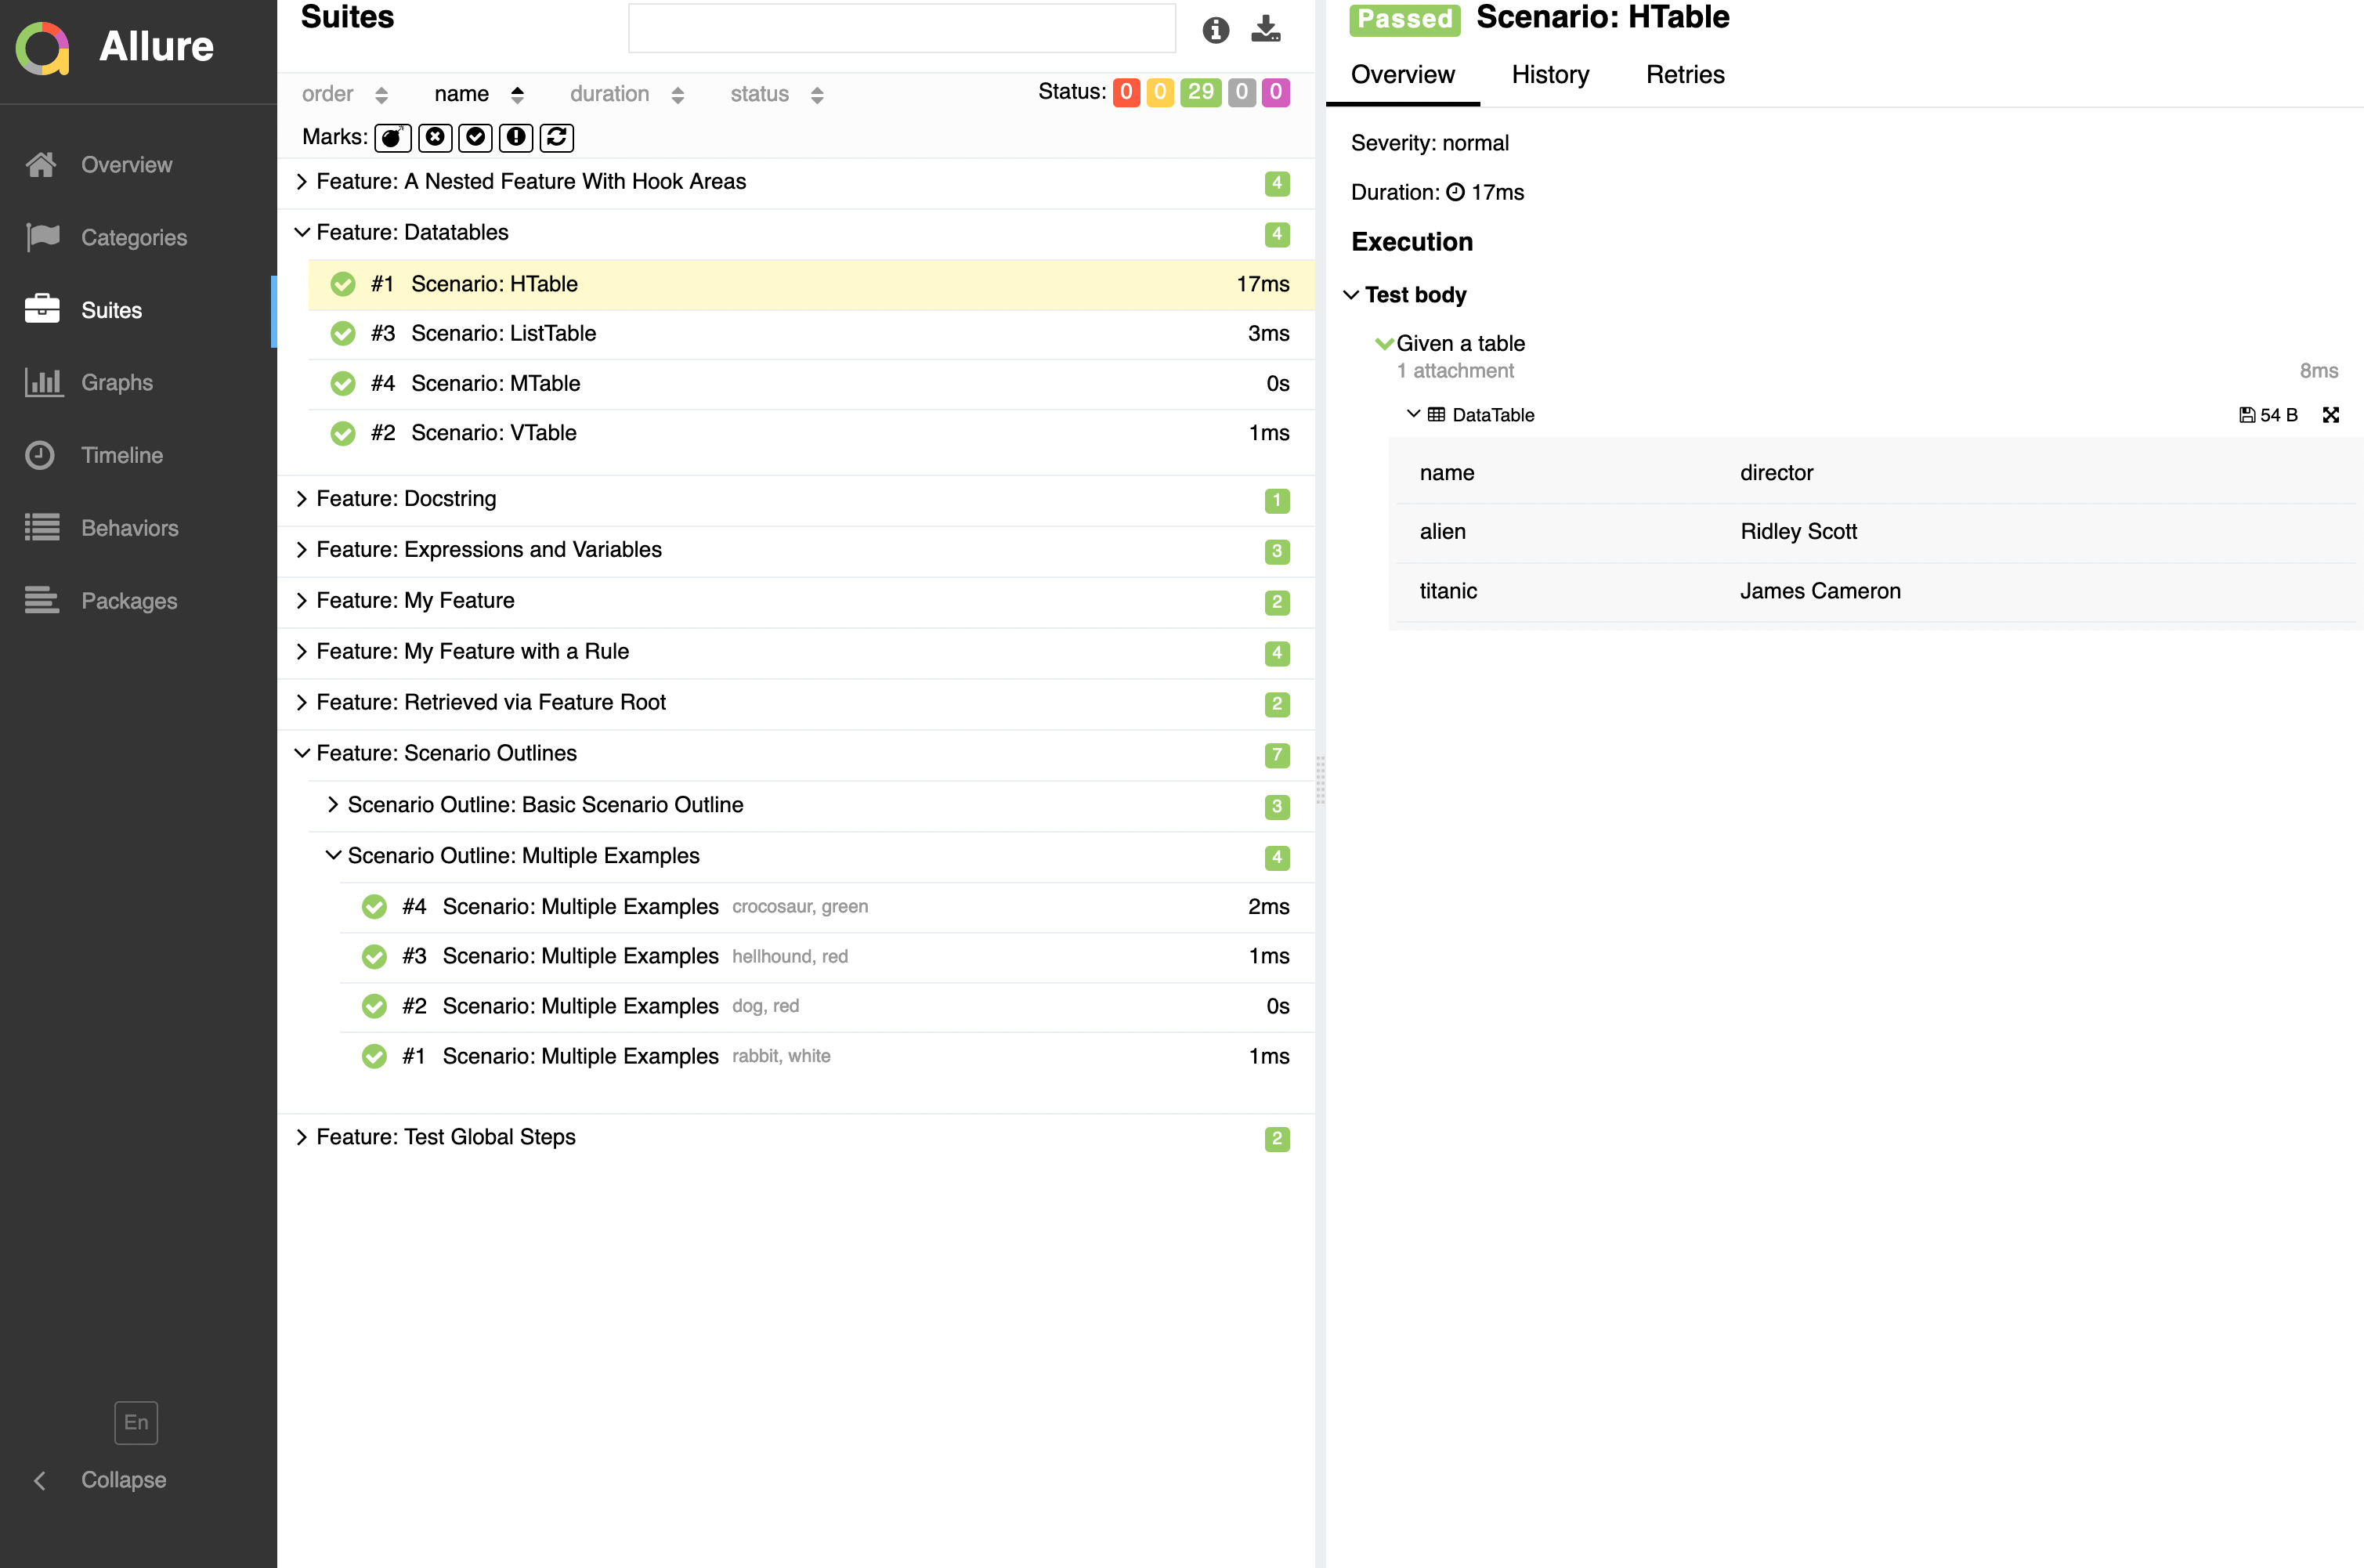 Allure
Overview
Categories
Suites
Graphs
Timeline
Behaviors
Packages
En
Collapse
Suites
order name duration status Status: 0 0 29 0 0
Marks:
Feature: A Nested Feature With Hook Areas 4
Feature: Datatables 4
#1 Scenario: HTable 17ms
#3 Scenario: ListTable 3ms
#4 Scenario: MTable 0s
#2 Scenario: VTable 1ms
Feature: Docstring 1
Feature: Expressions and Variables 3
Feature: My Feature 2
Feature: My Feature with a Rule 4
Feature: Retrieved via Feature Root 2
Feature: Scenario Outlines 7
Scenario Outline: Basic Scenario Outline 3
Scenario Outline: Multiple Examples 4
#4 Scenario: Multiple Examples crocosaur, green 2ms
#3 Scenario: Multiple Examples hellhound, red 1ms
#2 Scenario: Multiple Examples dog, red 0s
#1 Scenario: Multiple Examples rabbit, white 1ms
Feature: Test Global Steps 2
Passed Scenario: HTable
Overview History Retries
Severity: normal
Duration: 17ms
Execution
Test body
Given a table
1 attachment 8ms
DataTable 54 B
name director
alien Ridley Scott
titanic James Cameron